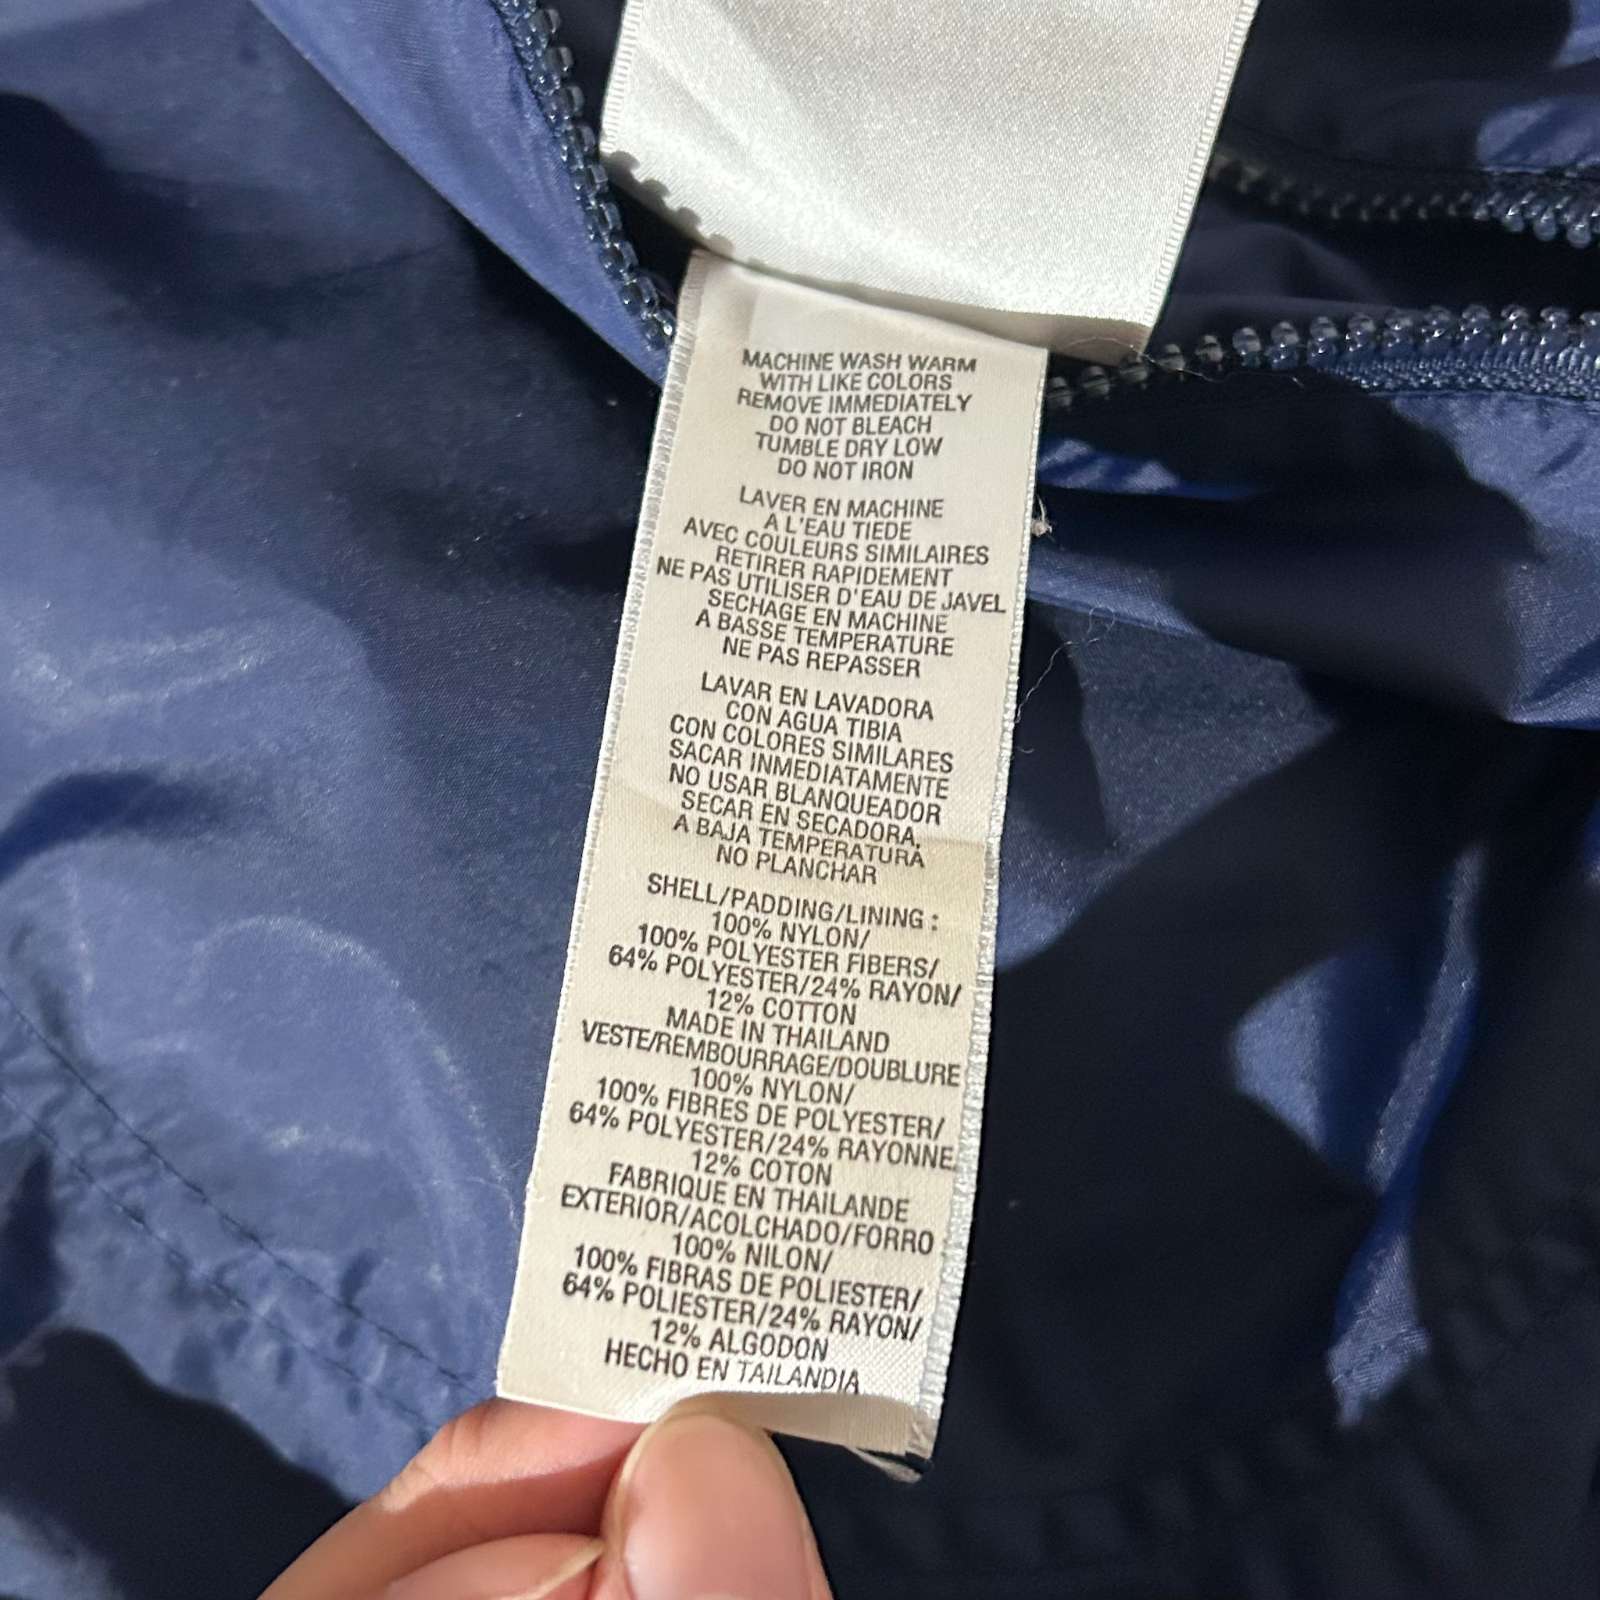 MACHINE WASH WARM
WITH LIKE COLORS
REMOVE IMMEDIATELY
DO NOT BLEACH
TUMBLE DRY LOW
DO NOT IRON
LAVER EN MACHINE
A L'EAU TIEDE
AVEC COULEURS SIMILAIRES
RETIRER RAPIDEMENT
NE PAS UTILISER D'EAU DE JAVEL
SECHAGE EN MACHINE
A BASSE TEMPERATURE
NE PAS REPASSER
LAVAR EN LAVADORA
CON AGUA TIBIA
CON COLORES SIMILARES
SACAR INMEDIATAMENTE
NO USAR BLANQUEADOR
SECAR EN SECADORA,
A BAJA TEMPERATURA
NO PLANCHAR
SHELL/PADDING/LINING :
100% NYLON/
100% POLYESTER FIBERS/
64% POLYESTER/24% RAYON/
12% COTTON
MADE IN THAILAND
VESTE/REMBOURRAGE/DOUBLURE
100% NYLON/
100% FIBRES DE POLYESTER/
64% POLYESTER/24% RAYONNE
12% COTON
FABRIQUE EN THAILANDE
EXTERIOR/ACOLCHADO/FORRO
100% NILON/
100% FIBRAS DE POLIESTER/
64% POLIESTER/24% RAYON/
12% ALGODON
HECHO EN TAILANDIA